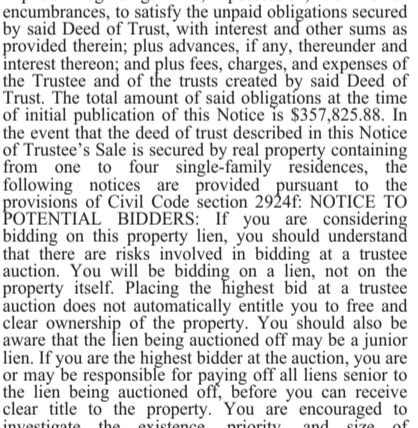 encumbrances, to satisfy the unpaid obligations secured
by said Deed of Trust, with interest and other sums as
provided therein; plus advances, if any, thereunder and
interest thereon; and plus fees, charges, and expenses of
the Trustee and of the trusts created by said Deed of
Trust. The total amount of said obligations at the time
of initial publication of this Notice is $357,825.88. In
the event that the deed of trust described in this Notice
of Trustee's Sale is secured by real property containing
from one to four single-family residences, the
following notices are provided pursuant to the
provisions of Civil Code section 2924f: NOTICE TO
POTENTIAL BIDDERS: If you are considering
bidding on this property lien, you should understand
that there are risks involved in bidding at a trustee
auction. You will be bidding on a lien, not on the
property itself. Placing the highest bid at a trustee
auction does not automatically entitle you to free and
clear ownership of the property. You should also be
aware that the lien being auctioned off may be a junior
lien. If you are the highest bidder at the auction, you are
or may be responsible for paying off all liens senior to
the lien being auctioned off, before you can receive
clear title to the property. You are encouraged to
investigate the existence, priority, and size of